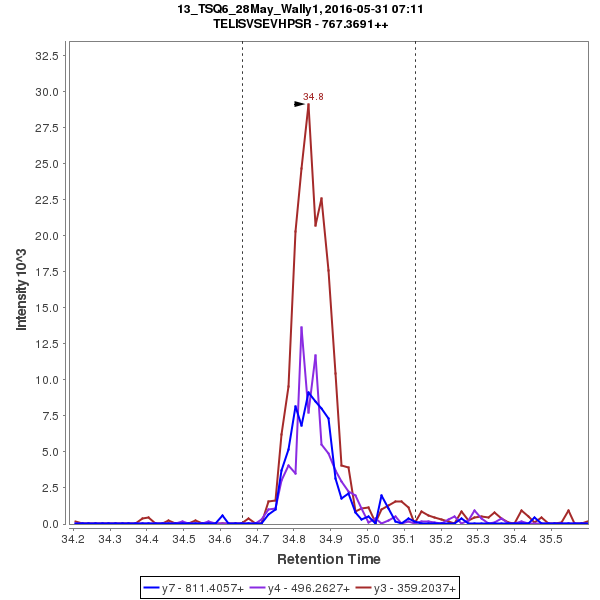 13_TSQ6_28May_Wally1, 2016-05-31 07:11
TELISVSEVHPSR - 767.3691++
Intensity 10^3
32.5
30.0
27.5
25.0
22.5
20.0
17.5
15.0
12.5
10.0
7.5
5.0
2.5
0.0
34.8
34.2 34.3 34.4 34.5 34.6 34.7 34.8 34.9 35.0 35.1 35.2 35.3 35.4 35.5
Retention Time
y7 - 811.4057+ y4 - 496.2627+ y3 - 359.2037+